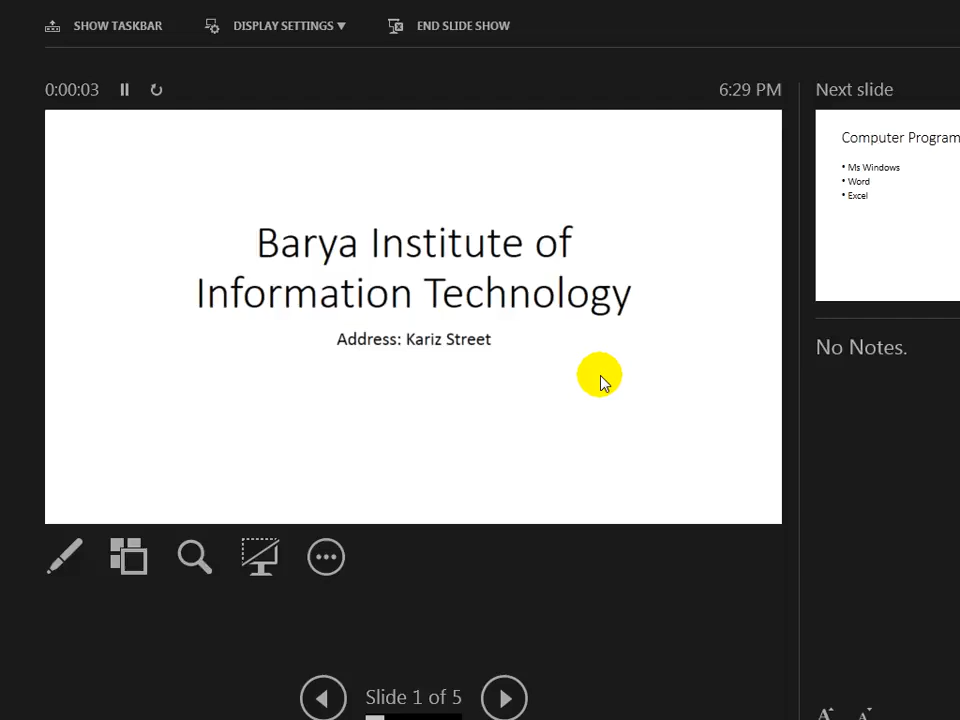 SHOW TASKBAR DISPLAY SETTINGS ▼ END SLIDE SHOW
0:00:03 6:29 PM
Barya Institute of
Information Technology
Address: Kariz Street
Next slide
Computer Program
• Ms Windows
• Word
• Excel
No Notes.
Slide 1 of 5
A A